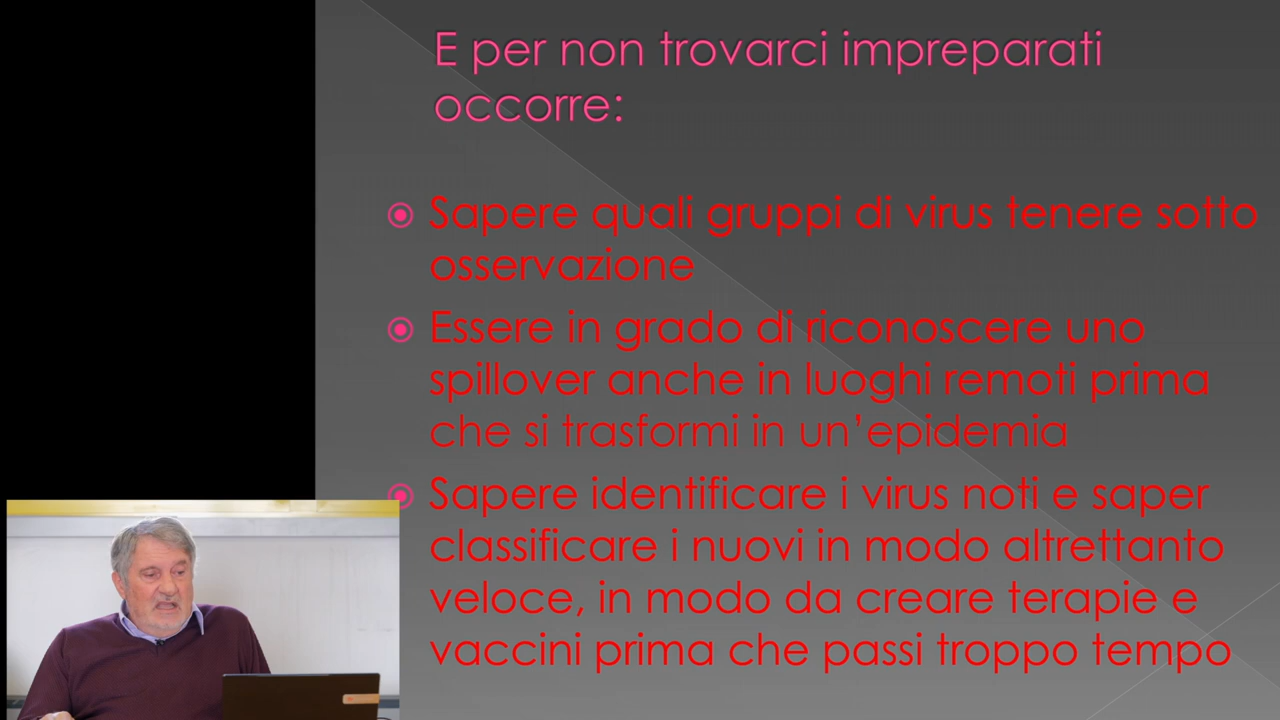 E per non trovarci impreparati
occorre:
Sapere quali gruppi di virus tenere sotto
osservazione
Essere in grado di riconoscere uno
spillover anche in luoghi remoti prima
che si trasformi in un’epidemia
Sapere identificare i virus noti e saper
classificare i nuovi in modo altrettanto
veloce, in modo da creare terapie e
vaccini prima che passi troppo tempo